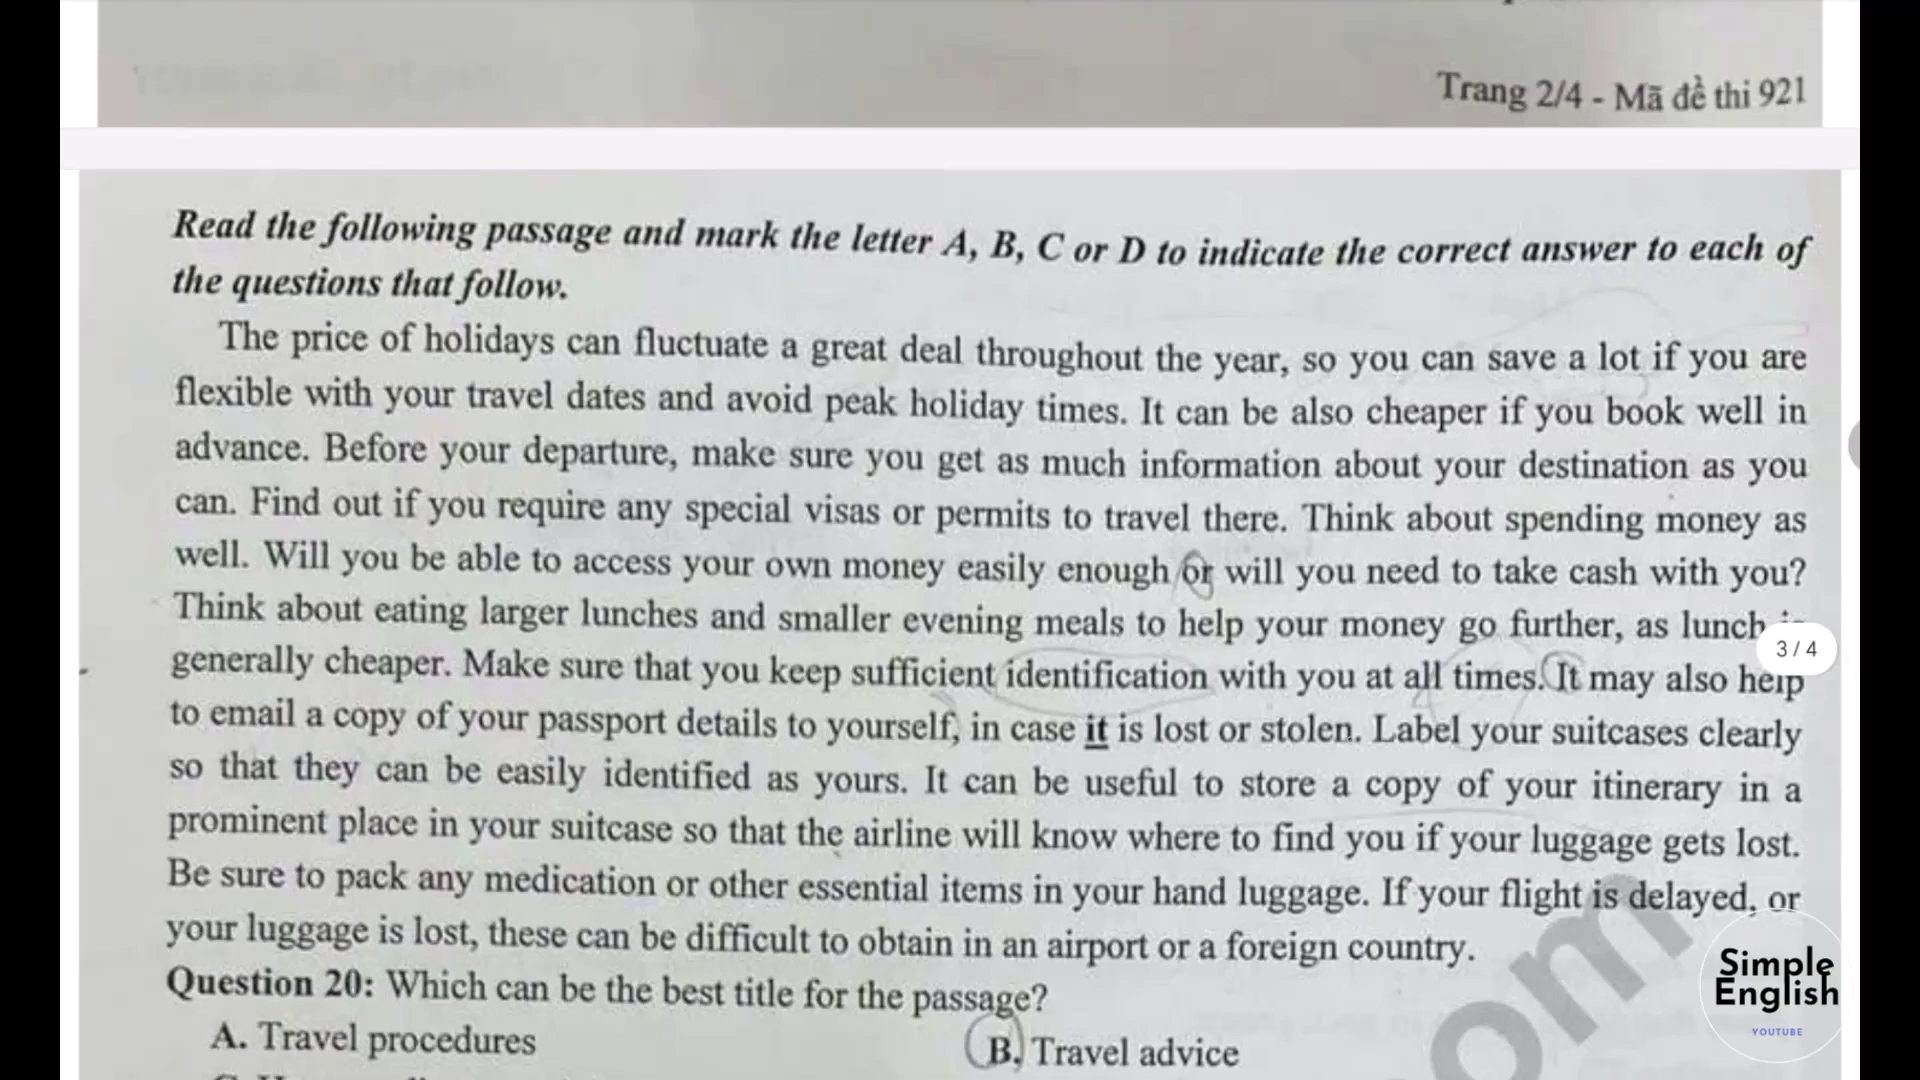 Trang 2/4 - Mã đề thi 921
Read the following passage and mark the letter A, B, C or D to indicate the correct answer to each of
the questions that follow.
The price of holidays can fluctuate a great deal throughout the year, so you can save a lot if you are
flexible with your travel dates and avoid peak holiday times. It can be also cheaper if you book well in
advance. Before your departure, make sure you get as much information about your destination as you
can. Find out if you require any special visas or permits to travel there. Think about spending money as
well. Will you be able to access your own money easily enough or will you need to take cash with you?
Think about eating larger lunches and smaller evening meals to help your money go further, as lunch is
generally cheaper. Make sure that you keep sufficient identification with you at all times. It may also help
to email a copy of your passport details to yourself, in case it is lost or stolen. Label your suitcases clearly
so that they can be easily identified as yours. It can be useful to store a copy of your itinerary in a
prominent place in your suitcase so that the airline will know where to find you if your luggage gets lost.
Be sure to pack any medication or other essential items in your hand luggage. If your flight is delayed, or
your luggage is lost, these can be difficult to obtain in an airport or a foreign country.
Question 20: Which can be the best title for the passage?
A. Travel procedures
B. Travel advice
3 / 4
om
Simple
English
YOUTUBE